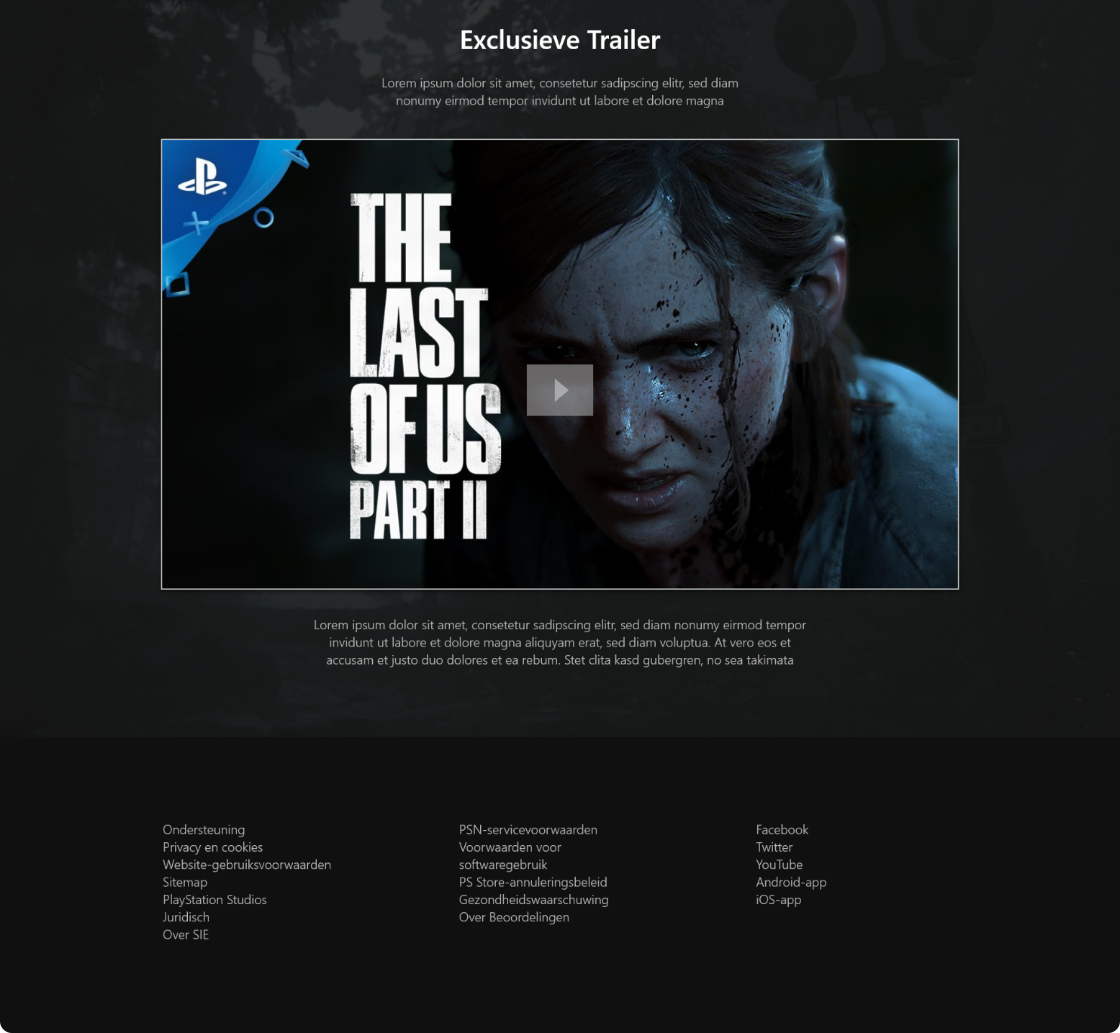 Exclusieve Trailer
Lorem ipsum dolor sit amet, consetetur sadipscing elitr, sed diam
nonumy eirmod tempor invidunt ut labore et dolore magna
THE
LAST
OF US
PART II
Lorem ipsum dolor sit amet, consetetur sadipscing elitr, sed diam nonumy eirmod tempor
invidunt ut labore et dolore magna aliquyam erat, sed diam voluptua. At vero eos et
accusam et justo duo dolores et ea rebum. Stet clita kasd gubergren, no sea takimata
Ondersteuning
Privacy en cookies
Website-gebruiksvoorwaarden
Sitemap
PlayStation Studios
Juridisch
Over SIE
PSN-servicevoorwaarden
Voorwaarden voor
softwaregebruik
PS Store-annuleringsbeleid
Gezondheidswaarschuwing
Over Beoordelingen
Facebook
Twitter
YouTube
Android-app
iOS-app